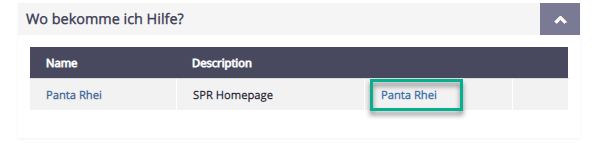 Wo bekomme ich Hilfe?
Name Description
Panta Rhei SPR Homepage Panta Rhei